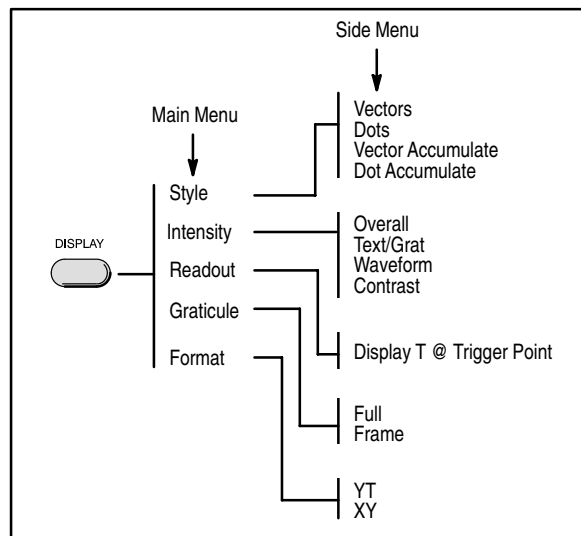 Side Menu
Main Menu
Vectors
Dots
Vector Accumulate
Dot Accumulate
Style
Intensity
Overall
Text/Grat
Waveform
Contrast
DISPLAY
Readout
Graticule
Display T @ Trigger Point
Format
Full
Frame
YT
XY